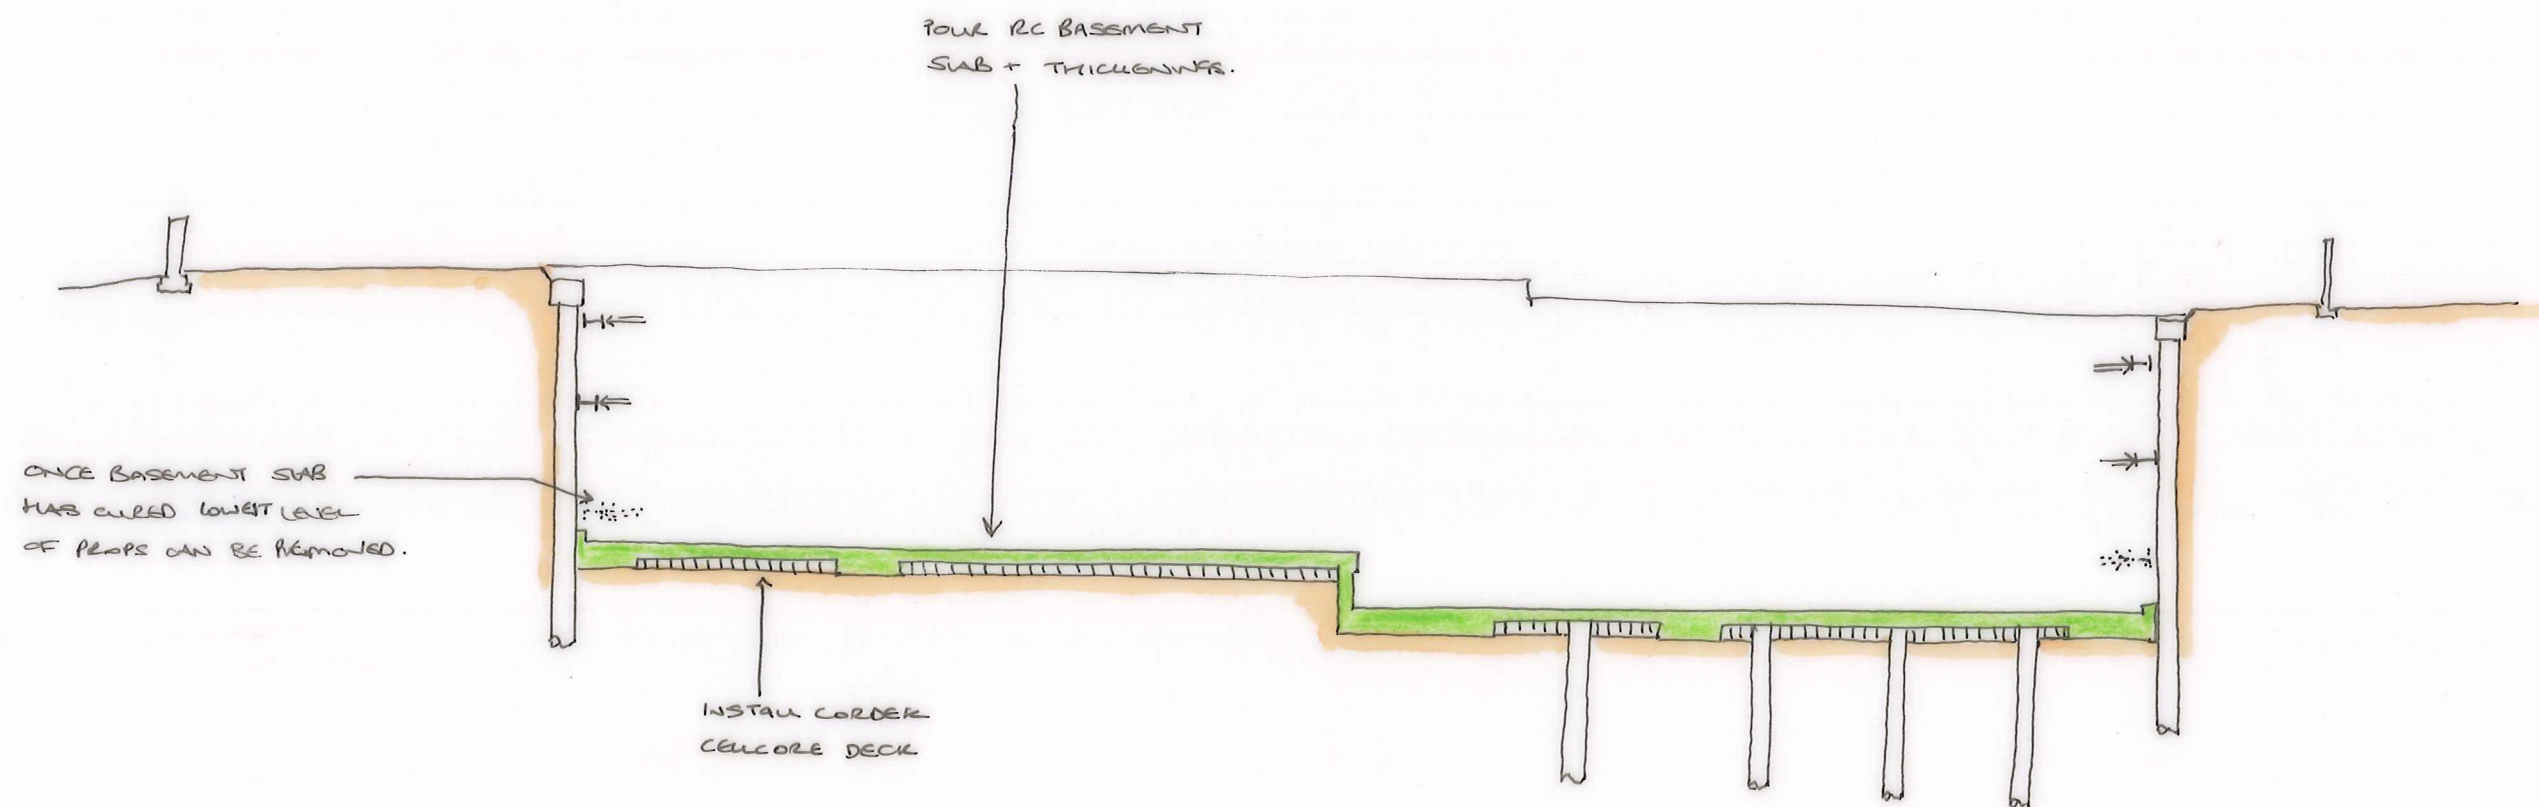 POUR RC BASEMENT
SLAB + THICKENINGS.
ONCE BASEMENT SLAB
HAS CURED LOWEST LEVEL
OF PROPS CAN BE REMOVED.
INSTALL CORDEK
CELLCORE DECK